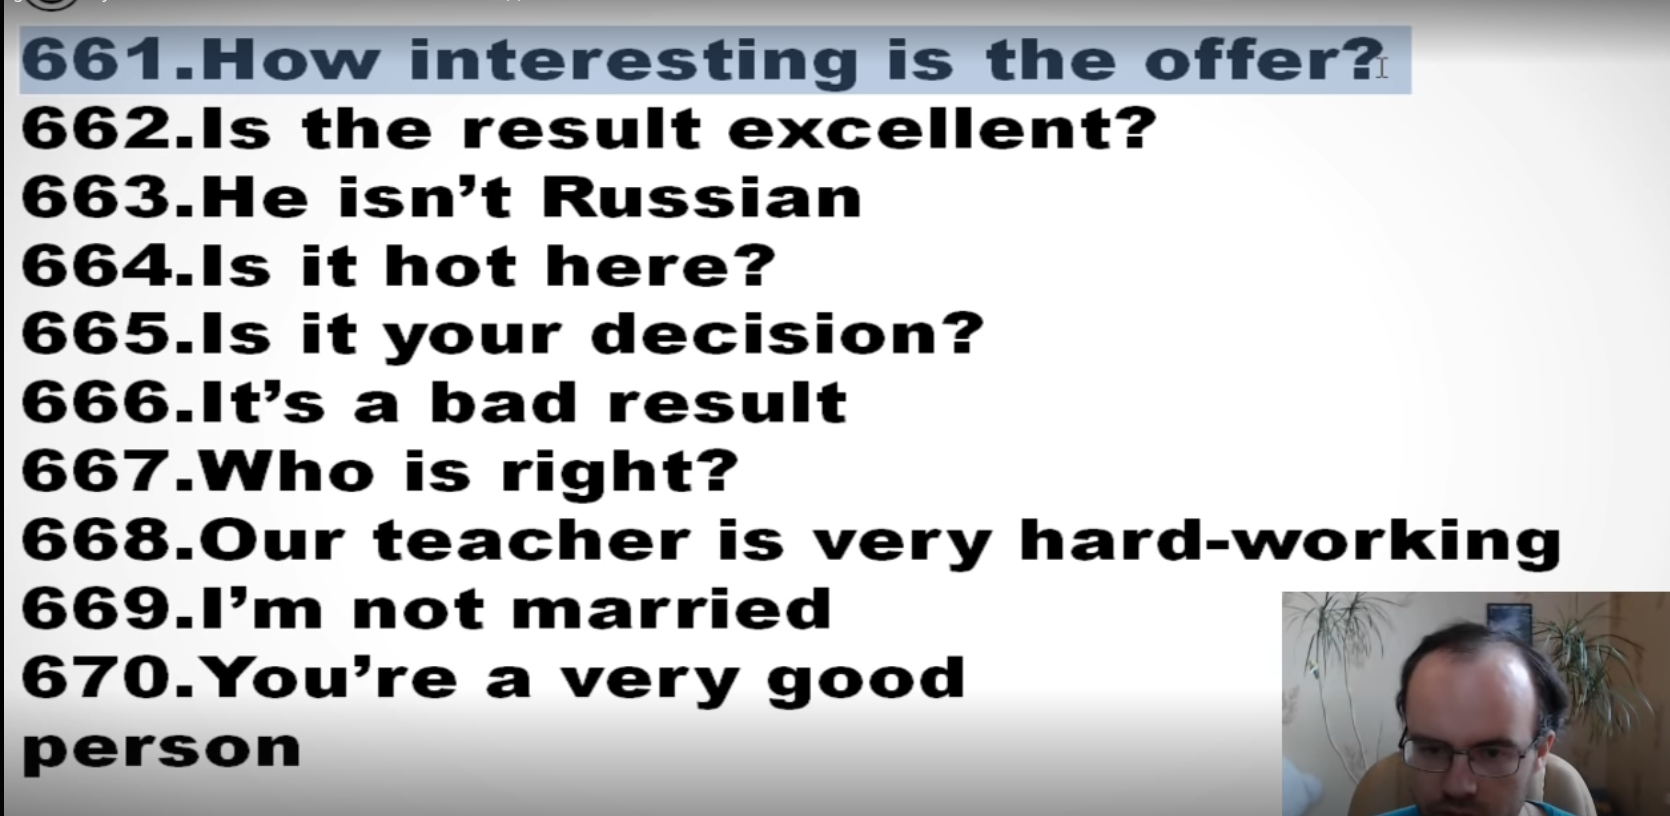 661.How interesting is the offer?
662.Is the result excellent?
663.He isn’t Russian
664.Is it hot here?
665.Is it your decision?
666.It’s a bad result
667.Who is right?
668.Our teacher is very hard-working
669.I’m not married
670.You’re a very good
person